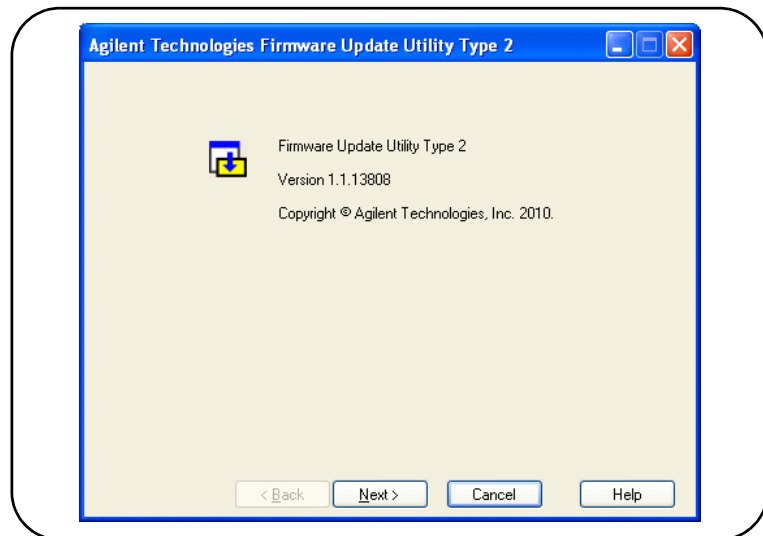 Agilent Technologies Firmware Update Utility Type 2
Firmware Update Utility Type 2
Version 1.1.13808
Copyright © Agilent Technologies, Inc. 2010.
< Back Next > Cancel Help